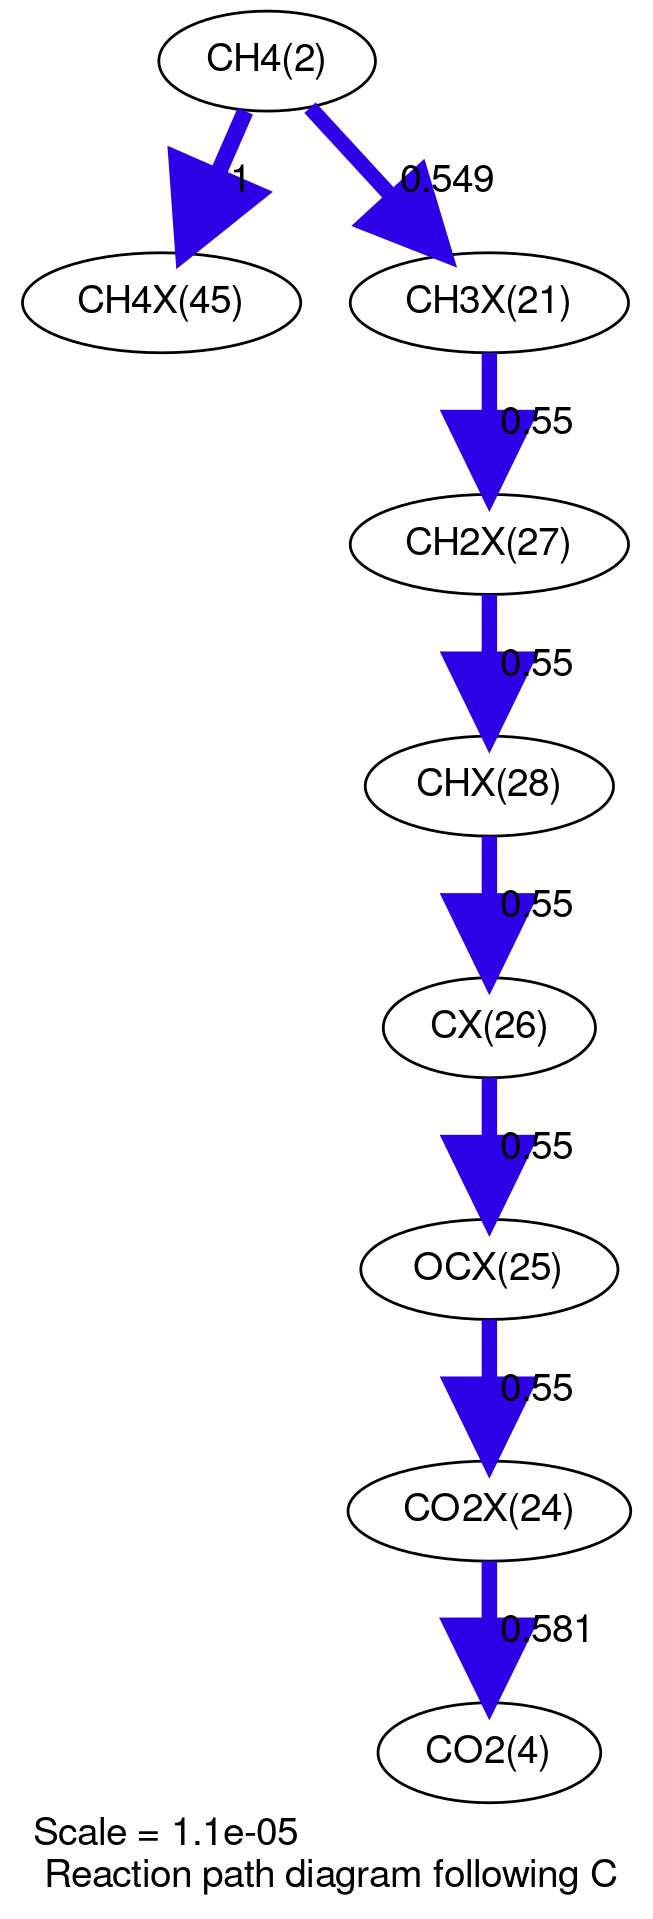 CH4(2)
1
0.549
CH4X(45)
CH3X(21)
0.55
CH2X(27)
0.55
CHX(28)
0.55
CX(26)
0.55
OCX(25)
0.55
CO2X(24)
0.581
CO2(4)
Scale = 1.1e-05
Reaction path diagram following C